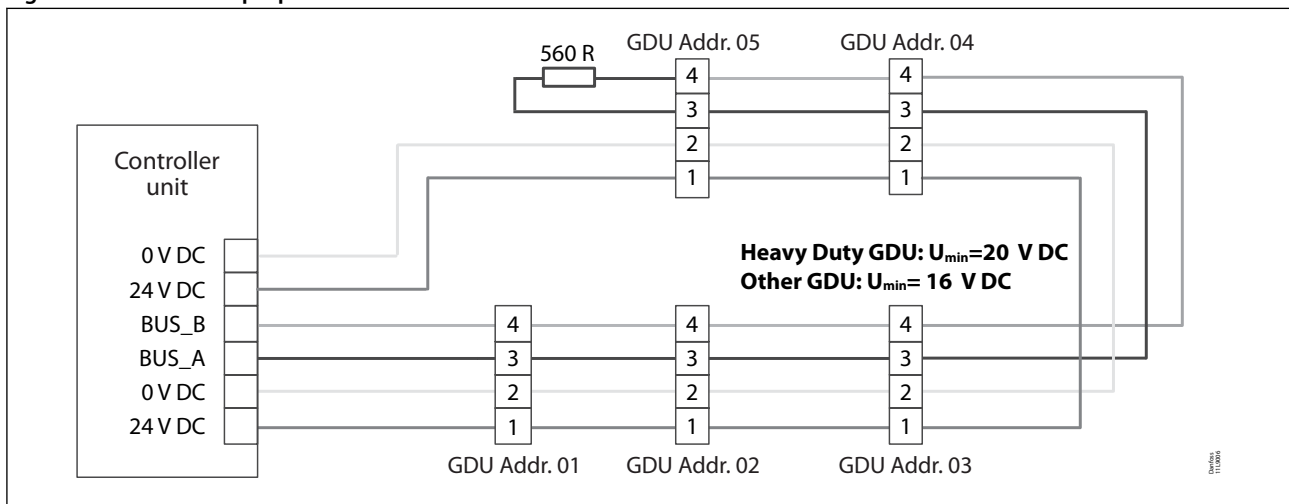 560 R
GDU Addr. 05
GDU Addr. 04
4 4
3 3
2 2
1 1
Controller
unit
0 V DC
24 V DC
BUS_B
BUS_A
0 V DC
24 V DC
Heavy Duty GDU: Umin=20 V DC
Other GDU: Umin= 16 V DC
4 4 4
3 3 3
2 2 2
1 1 1
GDU Addr. 01
GDU Addr. 02
GDU Addr. 03
Danfoss